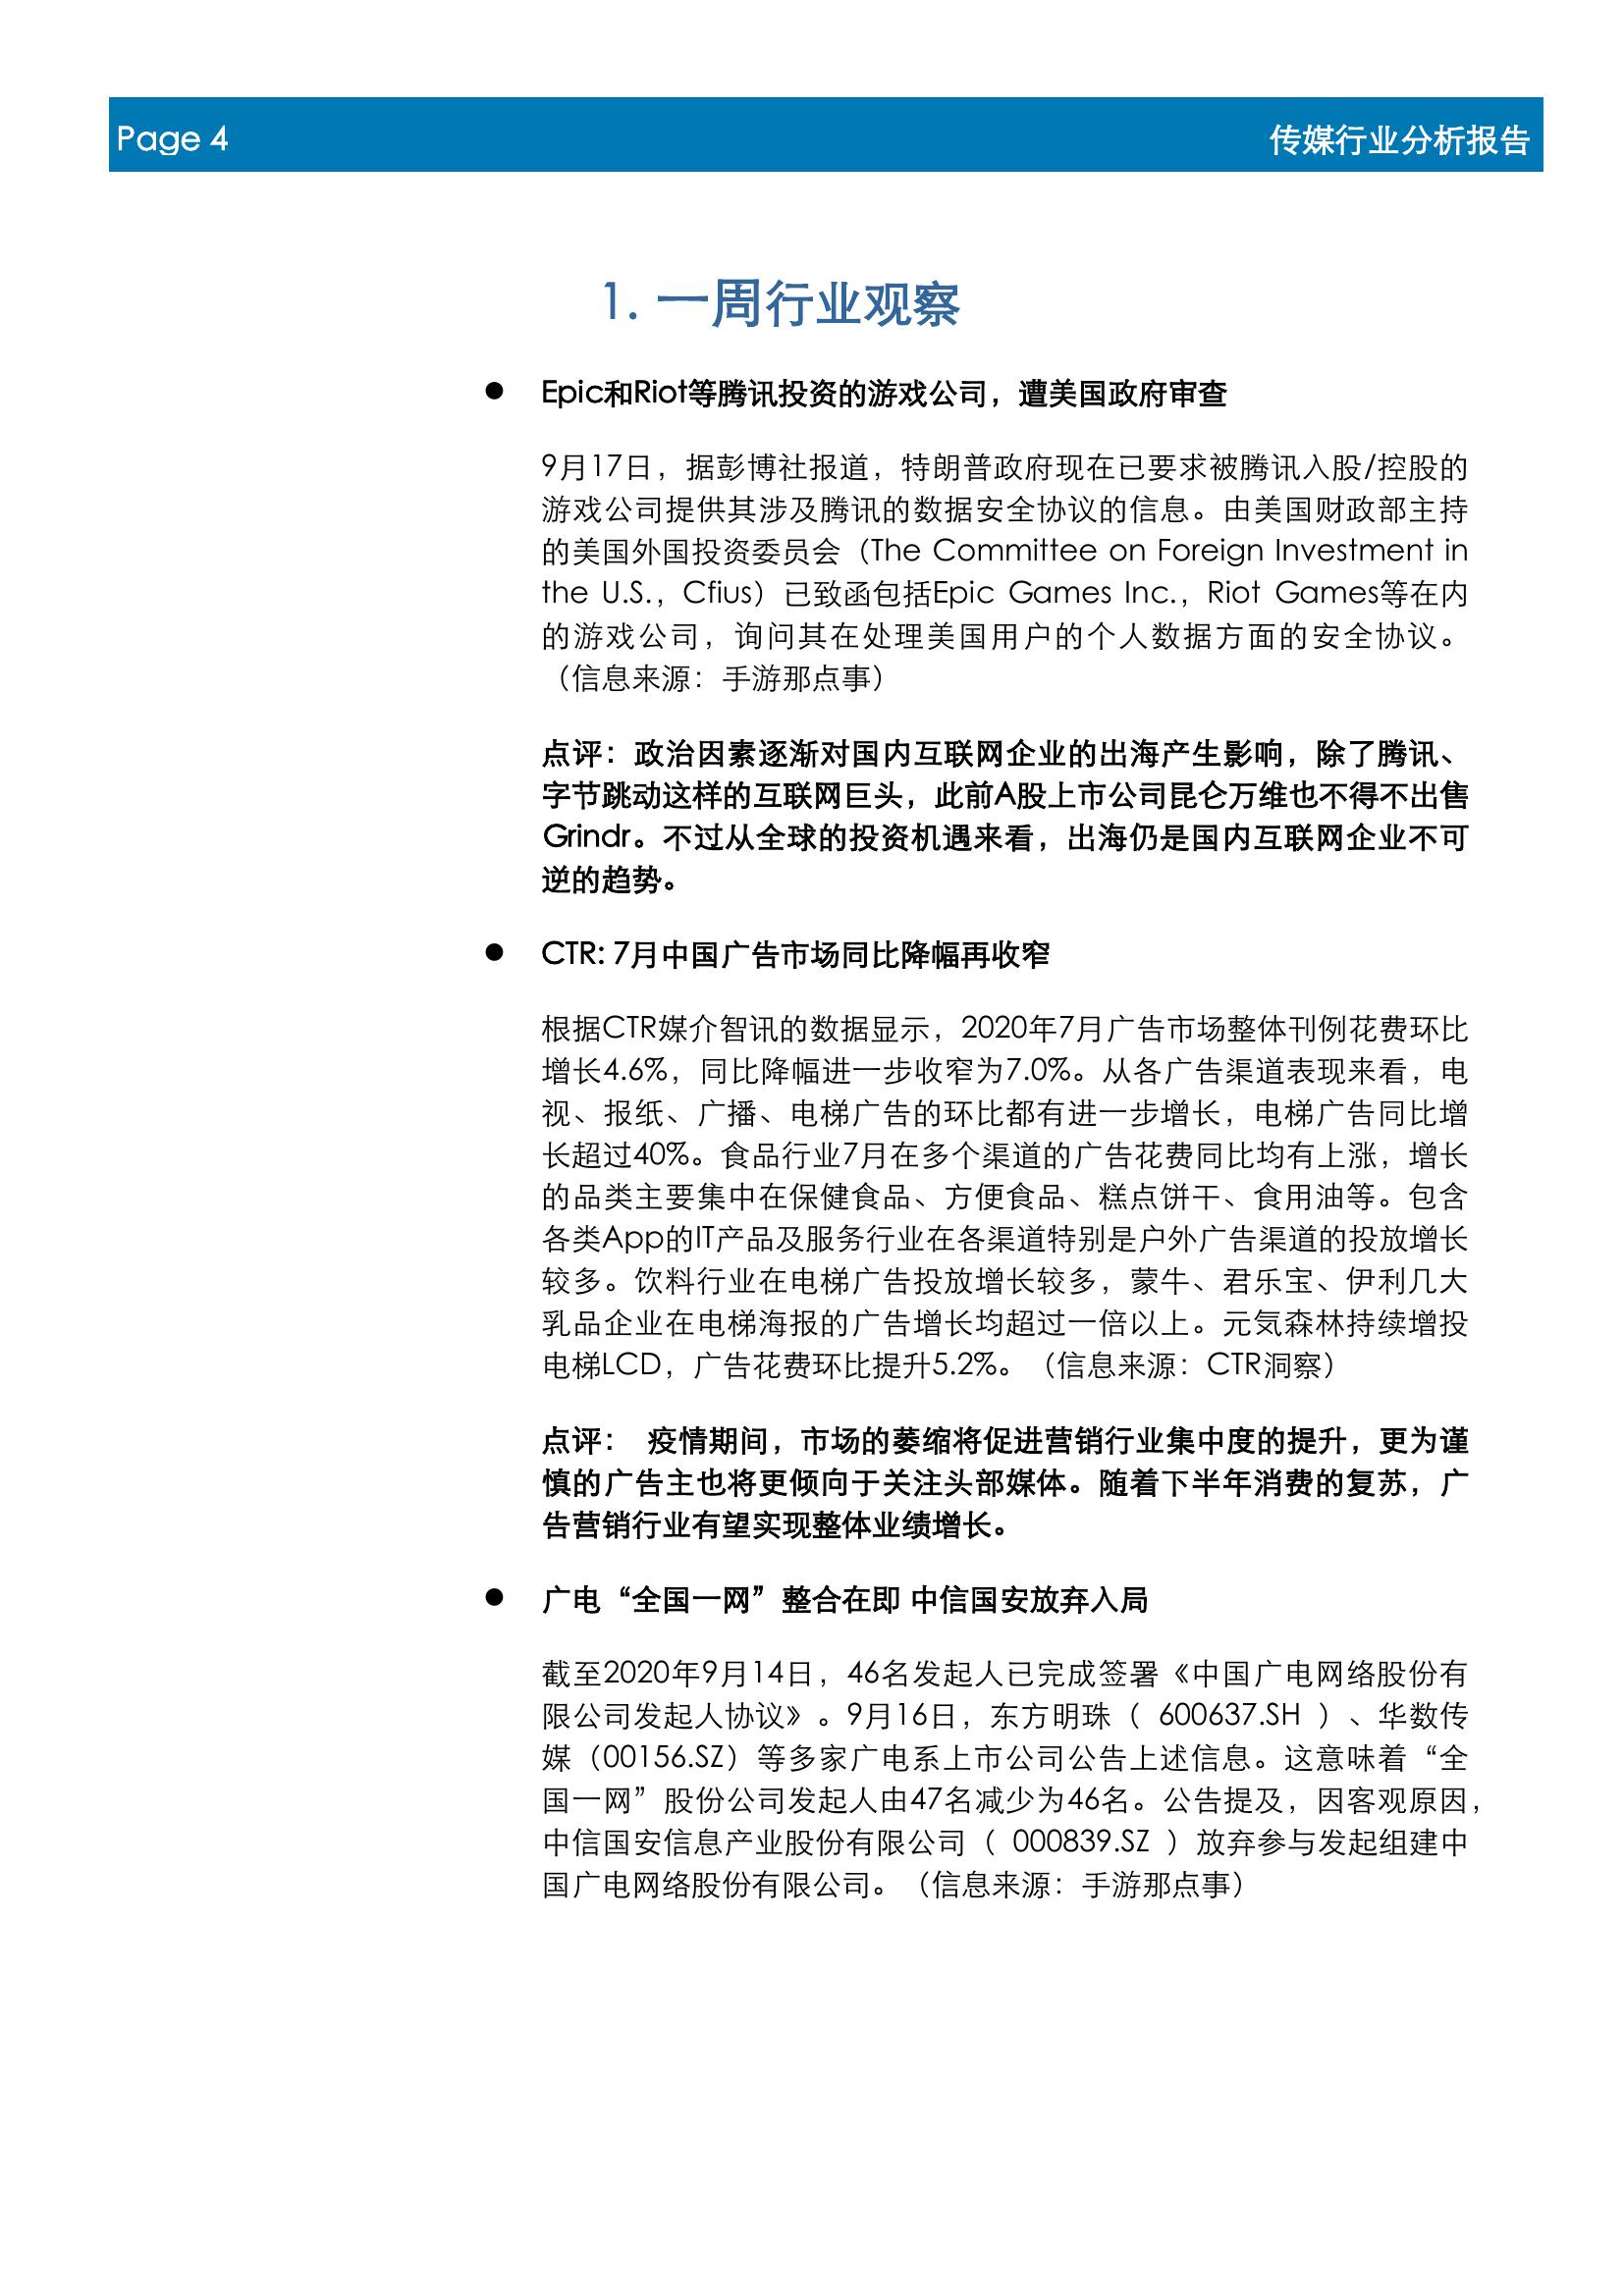 Page 4
传媒行业分析报告
1. 一周行业观察
● Epic和Riot等腾讯投资的游戏公司，遭美国政府审查
9月17日，据彭博社报道，特朗普政府现在已要求被腾讯入股/控股的
游戏公司提供其涉及腾讯的数据安全协议的信息。由美国财政部主持
的美国外国投资委员会（The Committee on Foreign Investment in
the U.S.，Cfius）已致函包括Epic Games Inc.，Riot Games等在内
的游戏公司，询问其在处理美国用户的个人数据方面的安全协议。
（信息来源：手游那点事）
点评：政治因素逐渐对国内互联网企业的出海产生影响，除了腾讯、
字节跳动这样的互联网巨头，此前A股上市公司昆仑万维也不得不出售
Grindr。不过从全球的投资机遇来看，出海仍是国内互联网企业不可
逆的趋势。
● CTR: 7月中国广告市场同比降幅再收窄
根据CTR媒介智讯的数据显示，2020年7月广告市场整体刊例花费环比
增长4.6%，同比降幅进一步收窄为7.0%。从各广告渠道表现来看，电
视、报纸、广播、电梯广告的环比都有进一步增长，电梯广告同比增
长超过40%。食品行业7月在多个渠道的广告花费同比均有上涨，增长
的品类主要集中在保健食品、方便食品、糕点饼干、食用油等。包含
各类App的IT产品及服务行业在各渠道特别是户外广告渠道的投放增长
较多。饮料行业在电梯广告投放增长较多，蒙牛、君乐宝、伊利几大
乳品企业在电梯海报的广告增长均超过一倍以上。元気森林持续增投
电梯LCD，广告花费环比提升5.2%。（信息来源：CTR洞察）
点评： 疫情期间，市场的萎缩将促进营销行业集中度的提升，更为谨
慎的广告主也将更倾向于关注头部媒体。随着下半年消费的复苏，广
告营销行业有望实现整体业绩增长。
● 广电“全国一网”整合在即 中信国安放弃入局
截至2020年9月14日，46名发起人已完成签署《中国广电网络股份有
限公司发起人协议》。9月16日，东方明珠（ 600637.SH ）、华数传
媒（00156.SZ）等多家广电系上市公司公告上述信息。这意味着“全
国一网”股份公司发起人由47名减少为46名。公告提及，因客观原因，
中信国安信息产业股份有限公司（ 000839.SZ ）放弃参与发起组建中
国广电网络股份有限公司。（信息来源：手游那点事）